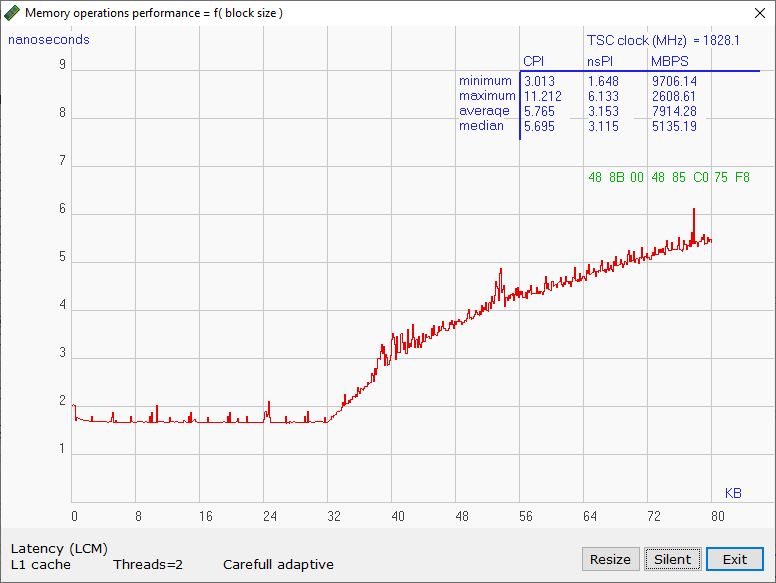 Memory operations performance = f( block size )
nanoseconds
TSC clock (MHz) = 1828.1
CPI nsPI MBPS
minimum 3.013 1.648 9706.14
maximum 11.212 6.133 2608.61
average 5.765 3.153 7914.28
median 5.695 3.115 5135.19
48 8B 00 48 85 C0 75 F8
9
8
7
6
5
4
3
2
1
KB
0 8 16 24 32 40 48 56 64 72 80
Latency (LCM)
L1 cache Threads=2 Carefull adaptive
Resize Silent Exit